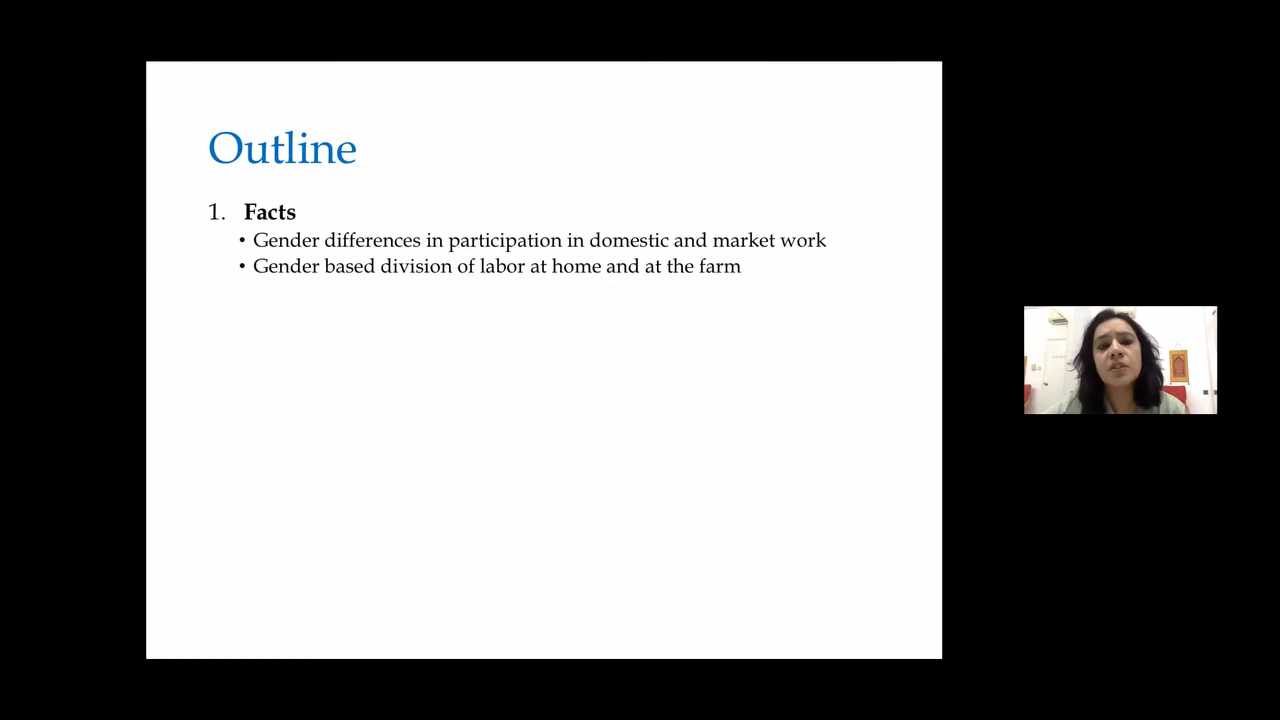 Outline
1. Facts
• Gender differences in participation in domestic and market work
• Gender based division of labor at home and at the farm